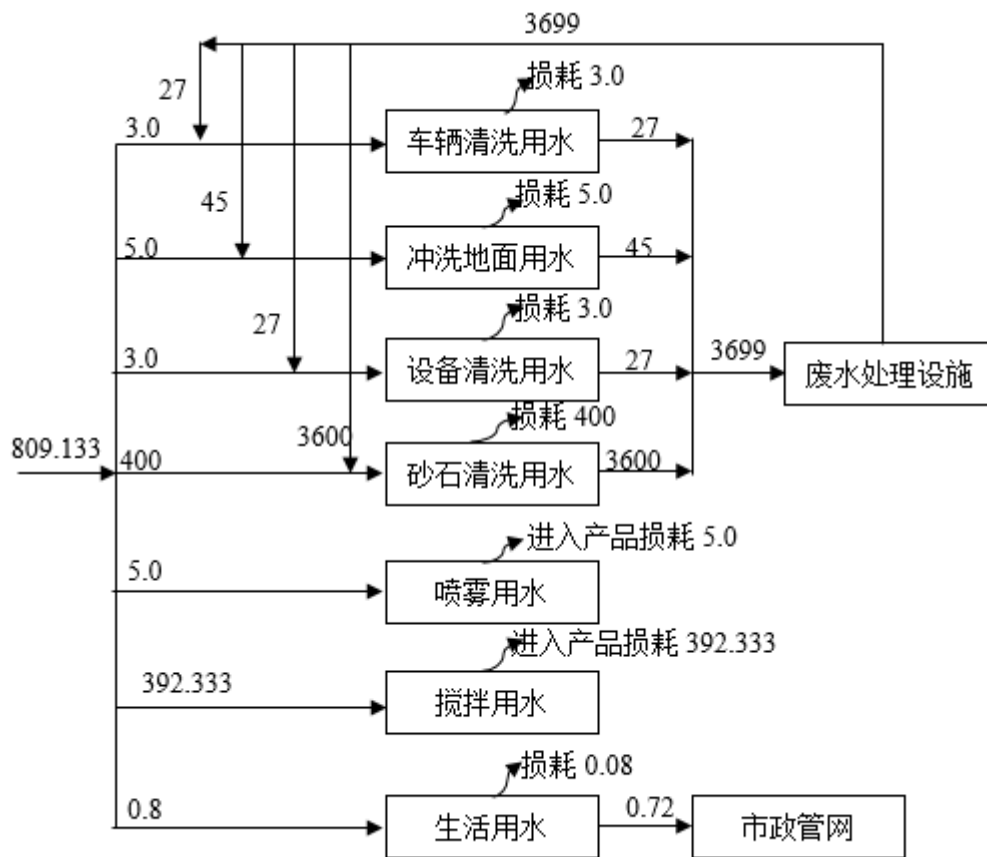 3699
27
损耗 3.0
3.0
车辆清洗用水
27
45
损耗 5.0
5.0
冲洗地面用水
45
27
损耗 3.0
3.0
设备清洗用水
27
3699
废水处理设施
809.133
3600
损耗 400
400
砂石清洗用水
3600
进入产品损耗 5.0
5.0
喷雾用水
进入产品损耗 392.333
392.333
搅拌用水
损耗 0.08
0.8
生活用水
0.72
市政管网